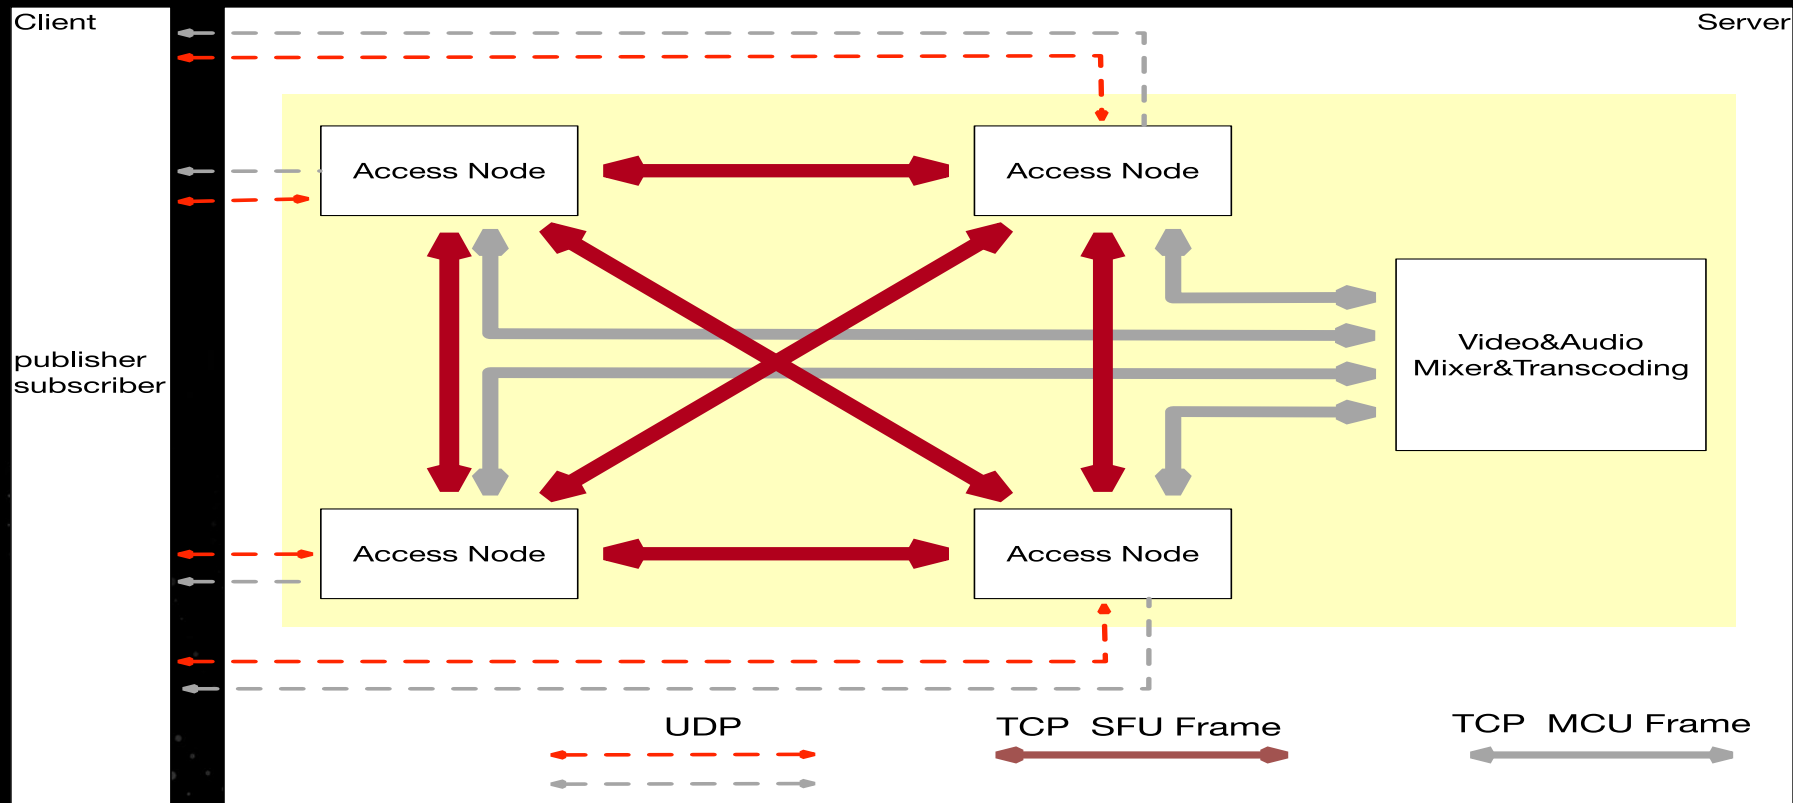 Client
Server
Access Node
Access Node
Video&Audio
Mixer&Transcoding
publisher
subscriber
Access Node
Access Node
UDP
TCP SFU Frame
TCP MCU Frame